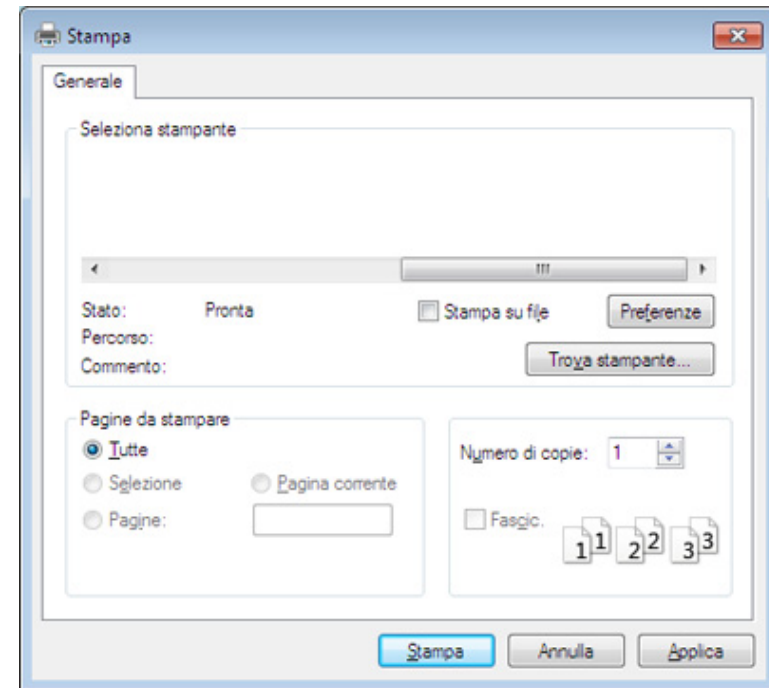 Stampa
Generale
Seleziona stampante
Stato: Pronta
Stampa su file
Preferenze
Percorso:
Commento:
Trova stampante...
Pagine da stampare
Tutte
Selezione
Pagina corrente
Pagine:
Numero di copie: 1
Fascic.
1 1 2 2 3 3
Stampa
Annulla
Applica